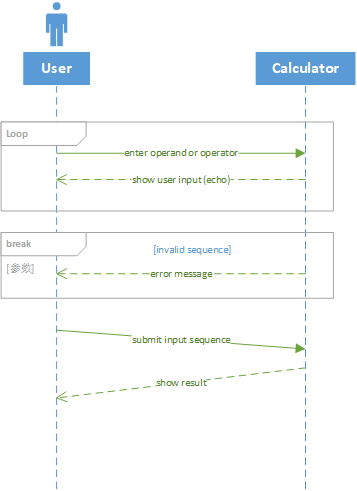 User
Calculator
Loop
enter operand or operator
show user input (echo)
break
[invalid sequence]
[参数]
error message
submit input sequence
show result